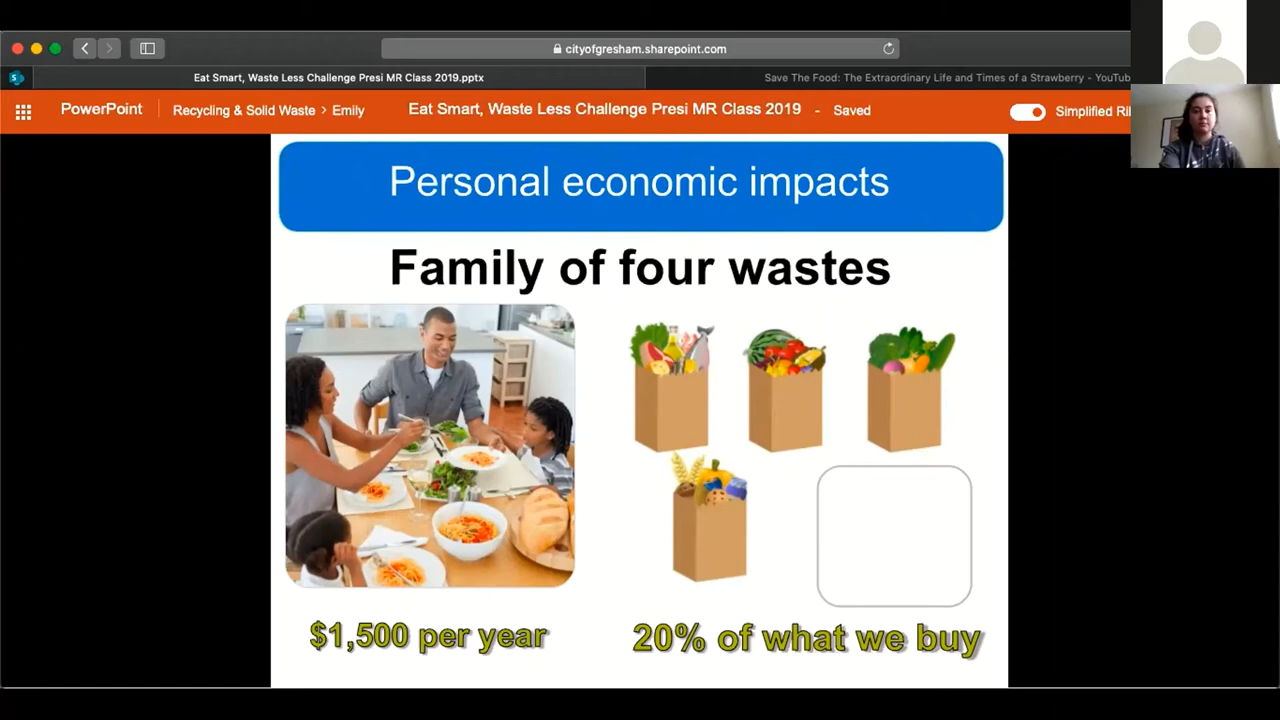 cityofgresham.sharepoint.com
Eat Smart, Waste Less Challenge Presi MR Class 2019.pptx
Save The Food: The Extraordinary Life and Times of a Strawberry - YouTub
PowerPoint
Recycling & Solid Waste > Emily
Eat Smart, Waste Less Challenge Presi MR Class 2019 - Saved
Simplified Ri
Personal economic impacts
Family of four wastes
$1,500 per year
20% of what we buy